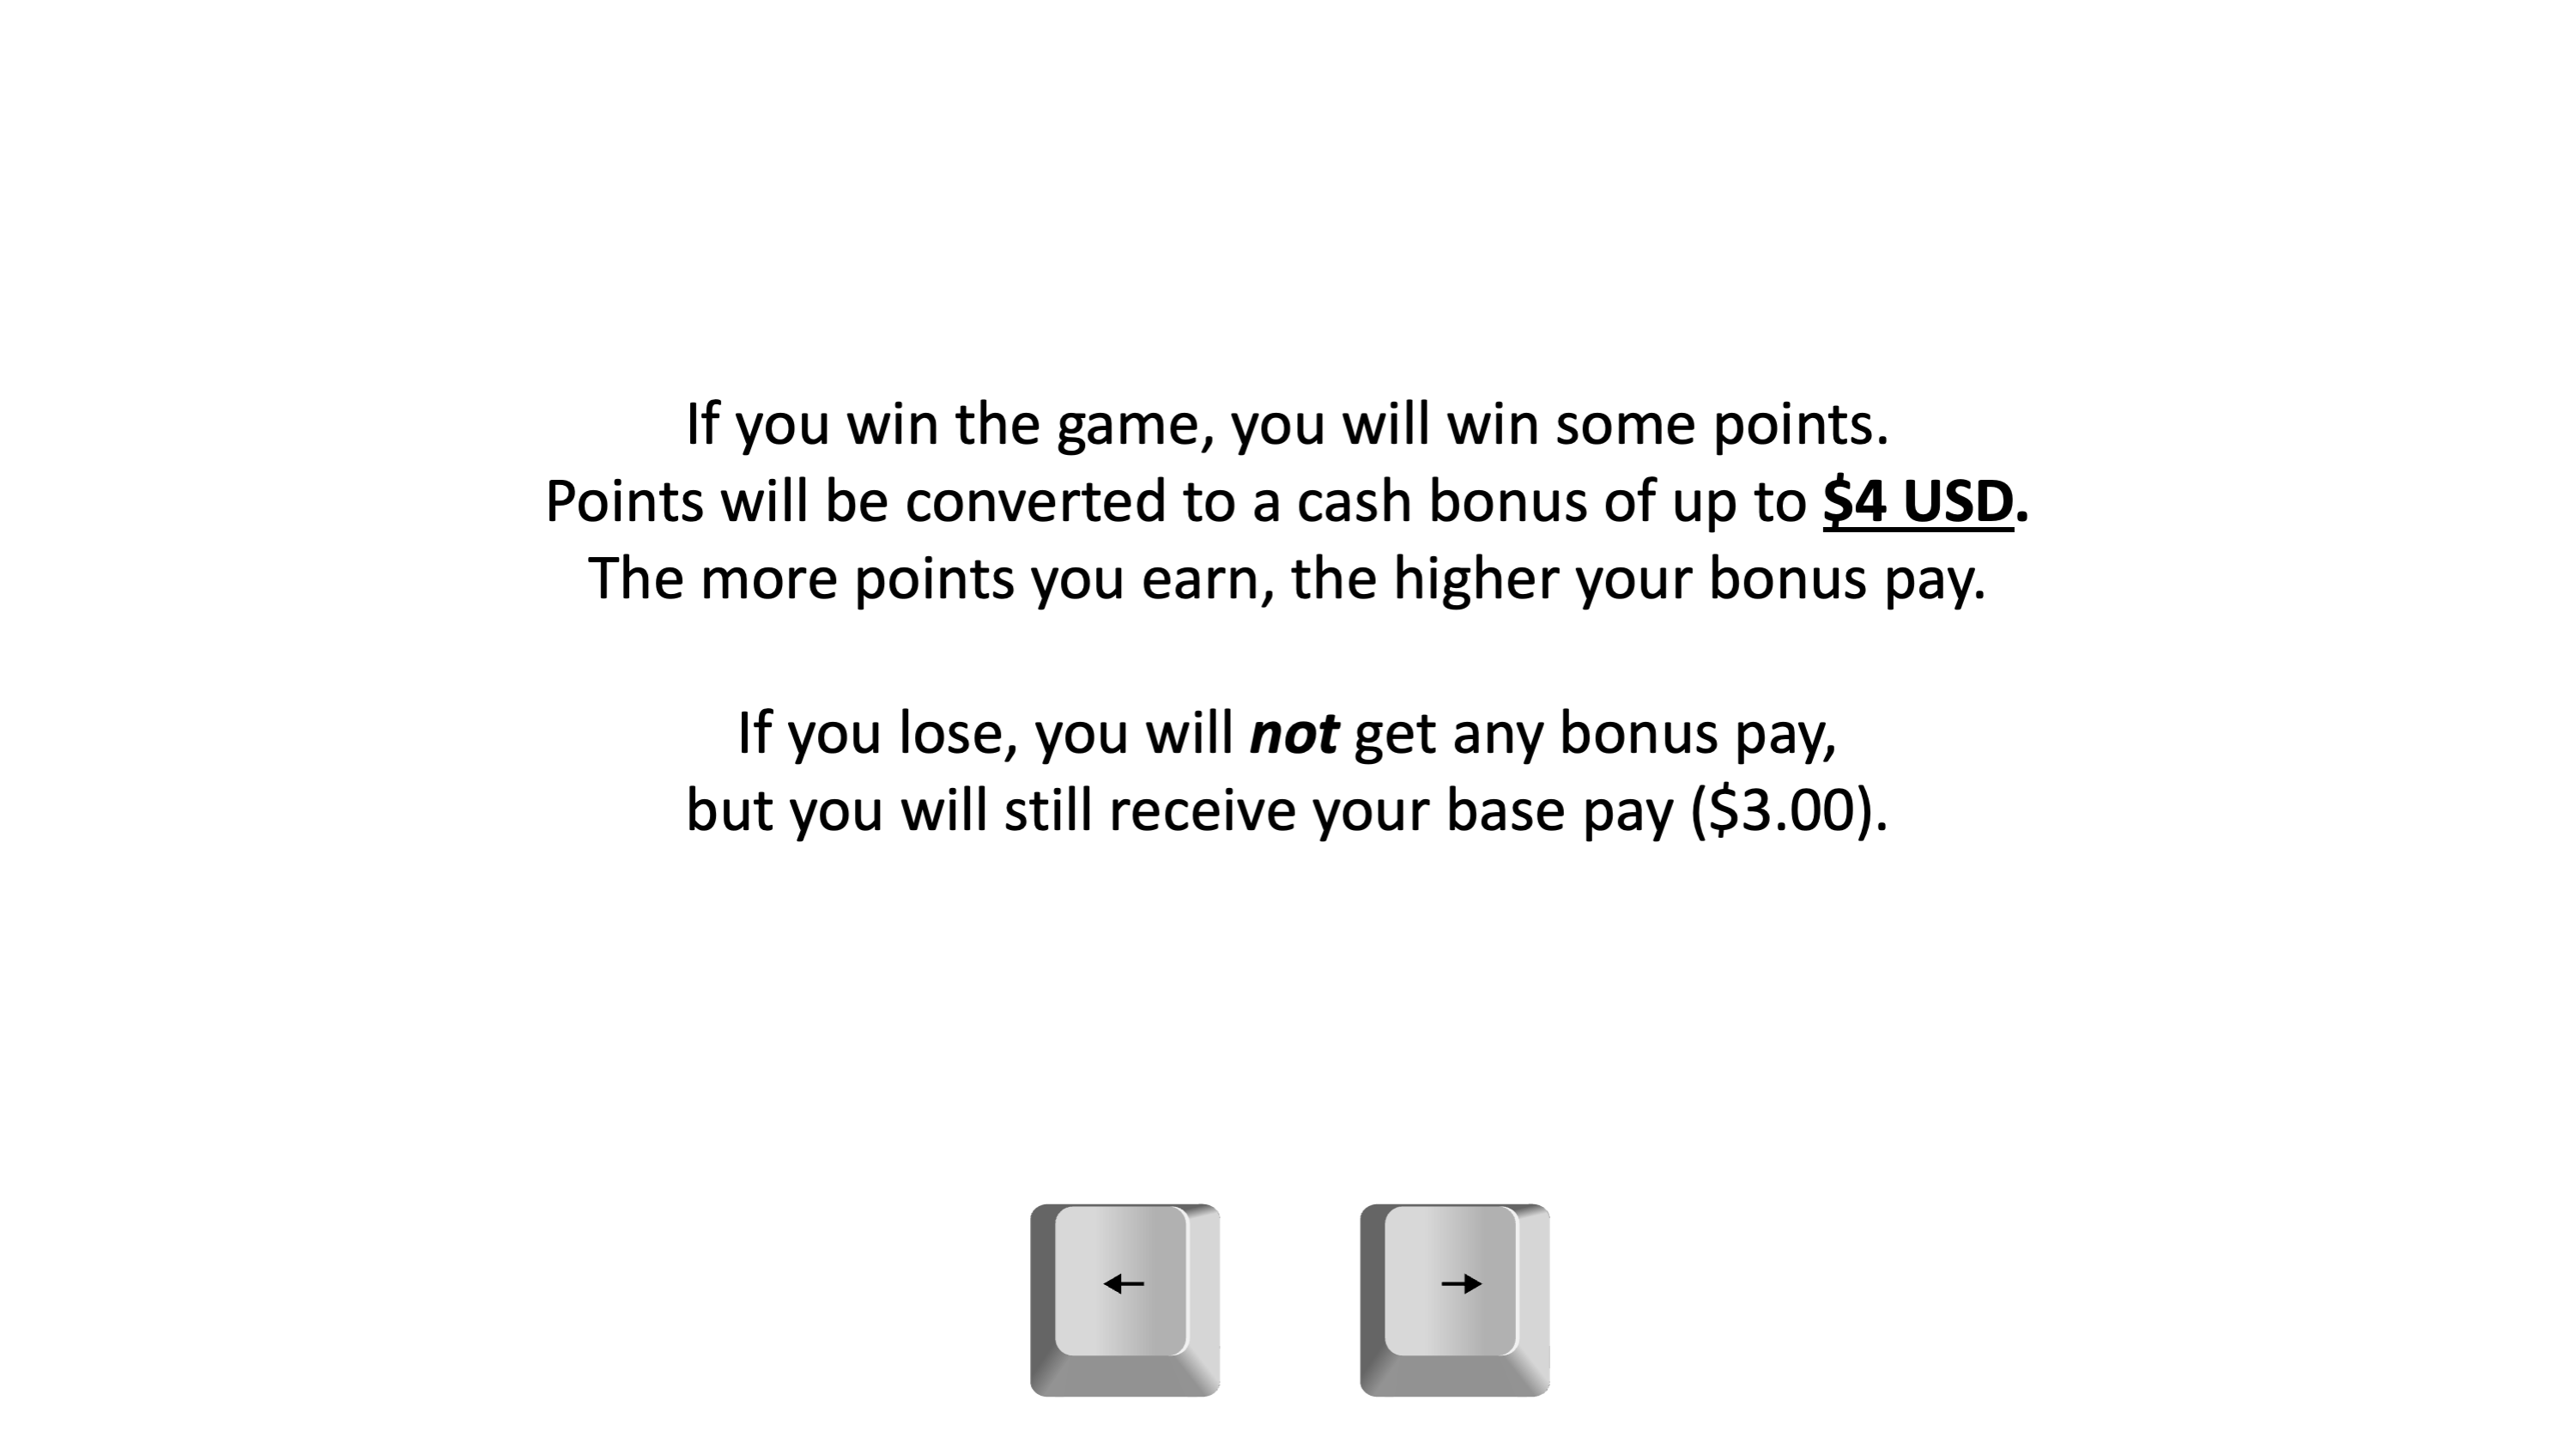 If you win the game, you will win some points.
Points will be converted to a cash bonus of up to $4 USD.
The more points you earn, the higher your bonus pay.
If you lose, you will not get any bonus pay,
but you will still receive your base pay ($3.00).
← →